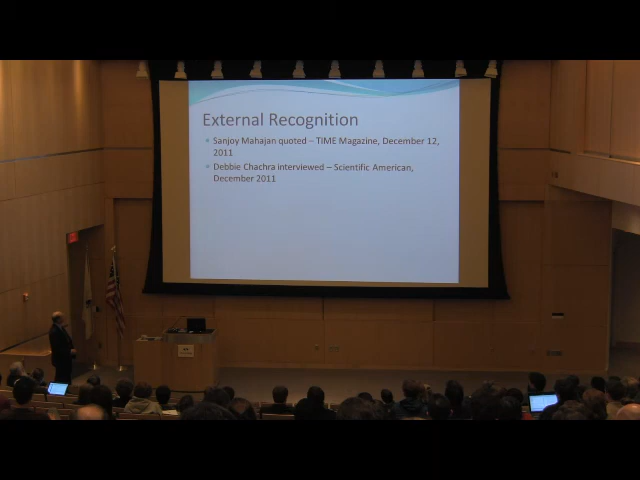 External Recognition
Sanjoy Mahajan quoted – TIME Magazine, December 12,
2011
Debbie Chachra interviewed – Scientific American,
December 2011